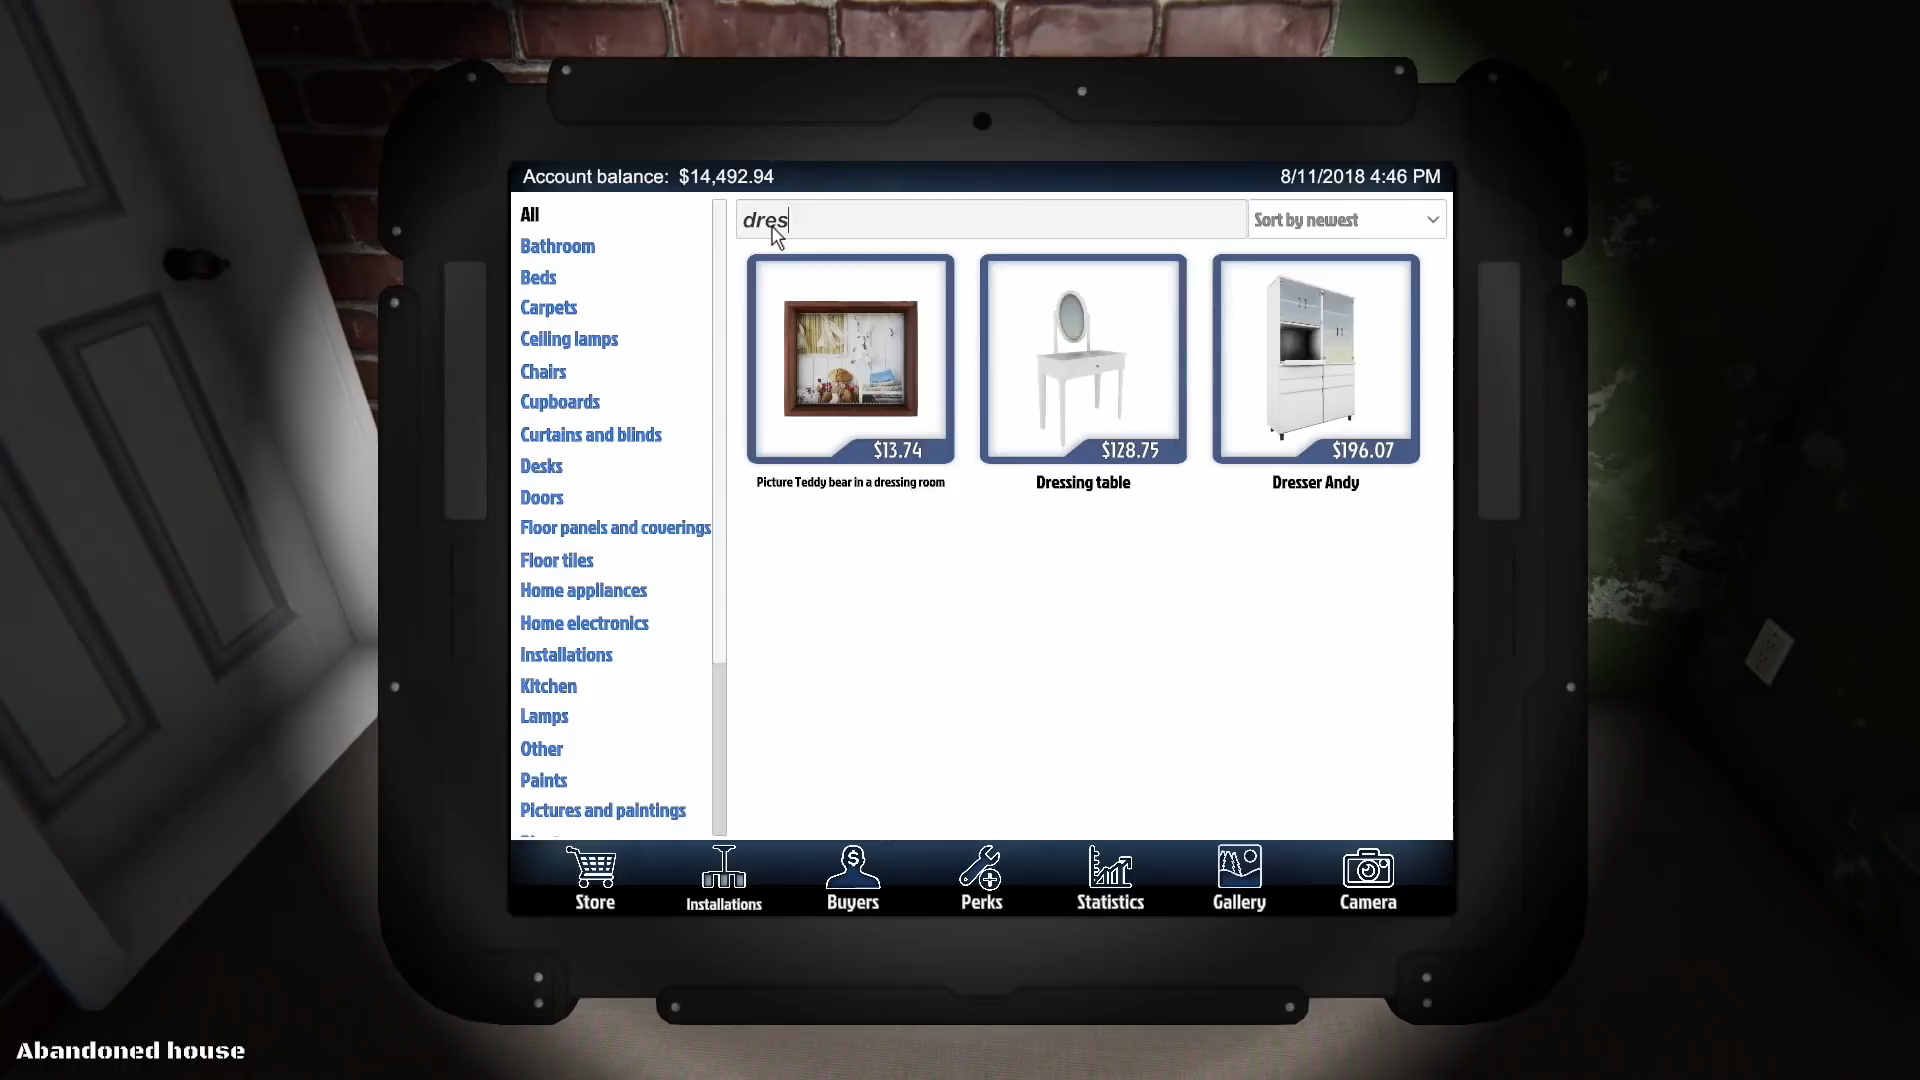 Account balance: $14,492.94
8/11/2018 4:46 PM
All
Bathroom
Beds
Carpets
Ceiling lamps
Chairs
Cupboards
Curtains and blinds
Desks
Doors
Floor panels and coverings
Floor tiles
Home appliances
Home electronics
Installations
Kitchen
Lamps
Other
Paints
Pictures and paintings
dres
Sort by newest
$13.74
$128.75
$196.07
Picture Teddy bear in a dressing room
Dressing table
Dresser Andy
Store
Installations
Buyers
Perks
Statistics
Gallery
Camera
Abandoned house